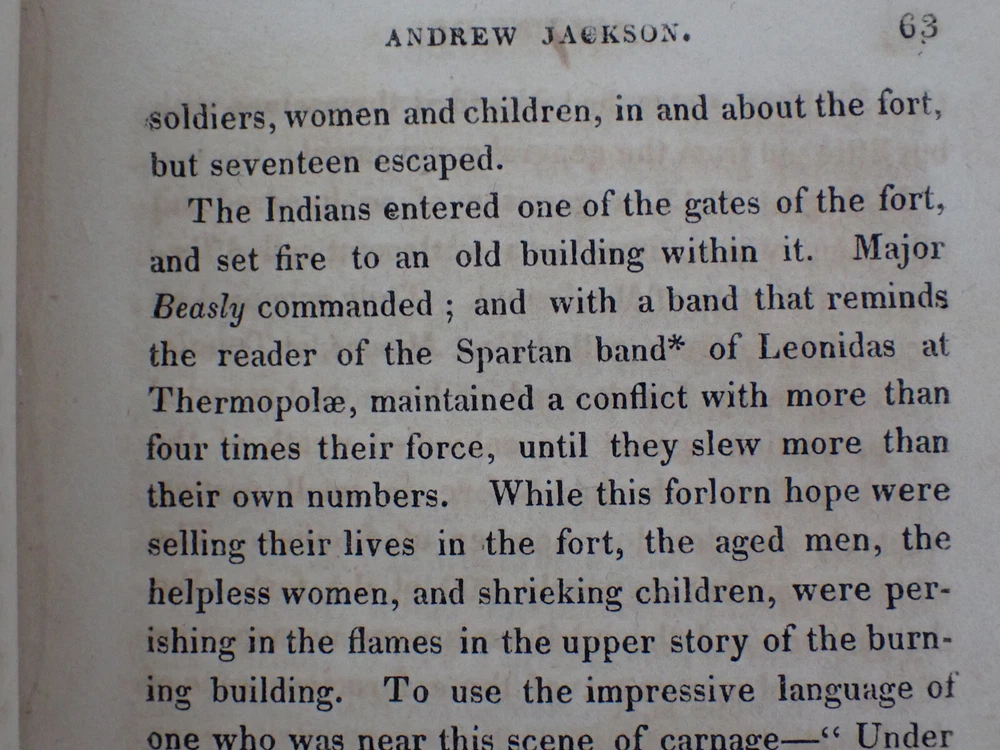 ANDREW JACKSON. 63
soldiers, women and children, in and about the fort,
but seventeen escaped.
The Indians entered one of the gates of the fort,
and set fire to an old building within it. Major
Beasly commanded ; and with a band that reminds
the reader of the Spartan band* of Leonidas at
Thermopolæ, maintained a conflict with more than
four times their force, until they slew more than
their own numbers. While this forlorn hope were
selling their lives in the fort, the aged men, the
helpless women, and shrieking children, were per-
ishing in the flames in the upper story of the burn-
ing building. To use the impressive language of
one who was near this scene of carnage—“ Under